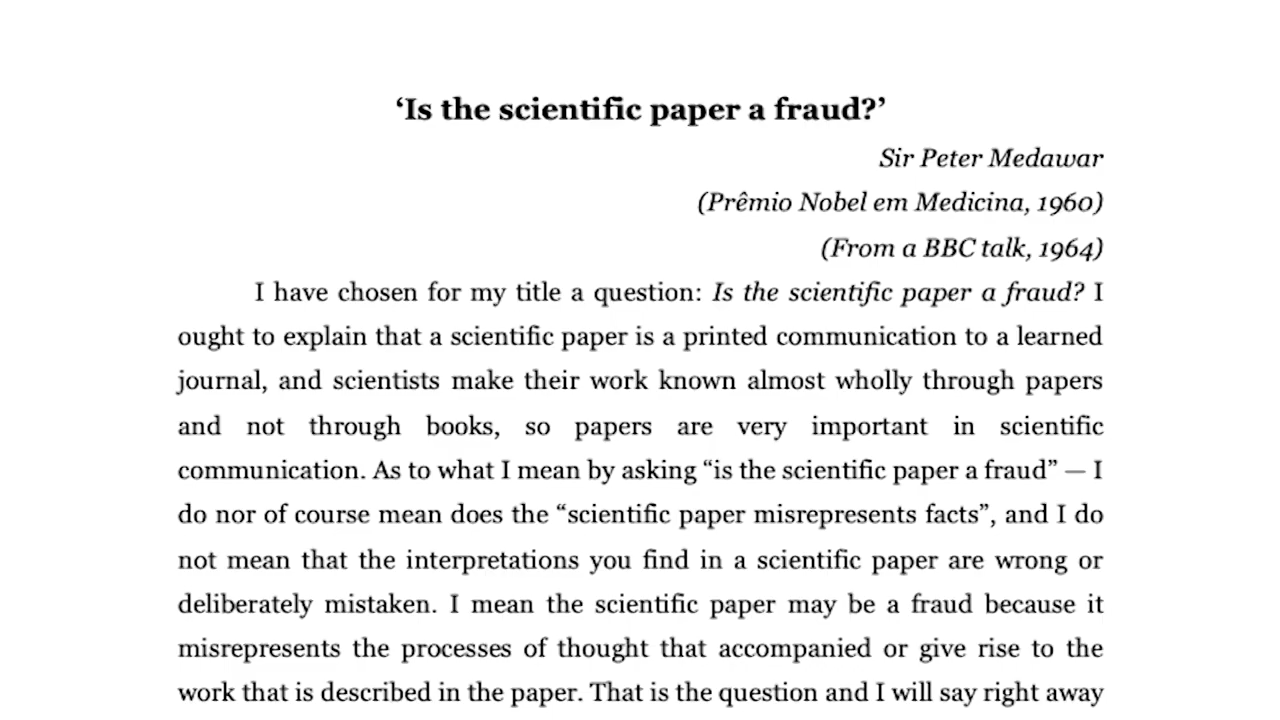 ‘Is the scientific paper a fraud?’
Sir Peter Medawar
(Prêmio Nobel em Medicina, 1960)
(From a BBC talk, 1964)
I have chosen for my title a question: Is the scientific paper a fraud? I
ought to explain that a scientific paper is a printed communication to a learned
journal, and scientists make their work known almost wholly through papers
and not through books, so papers are very important in scientific
communication. As to what I mean by asking “is the scientific paper a fraud” — I
do nor of course mean does the “scientific paper misrepresents facts”, and I do
not mean that the interpretations you find in a scientific paper are wrong or
deliberately mistaken. I mean the scientific paper may be a fraud because it
misrepresents the processes of thought that accompanied or give rise to the
work that is described in the paper. That is the question and I will say right away